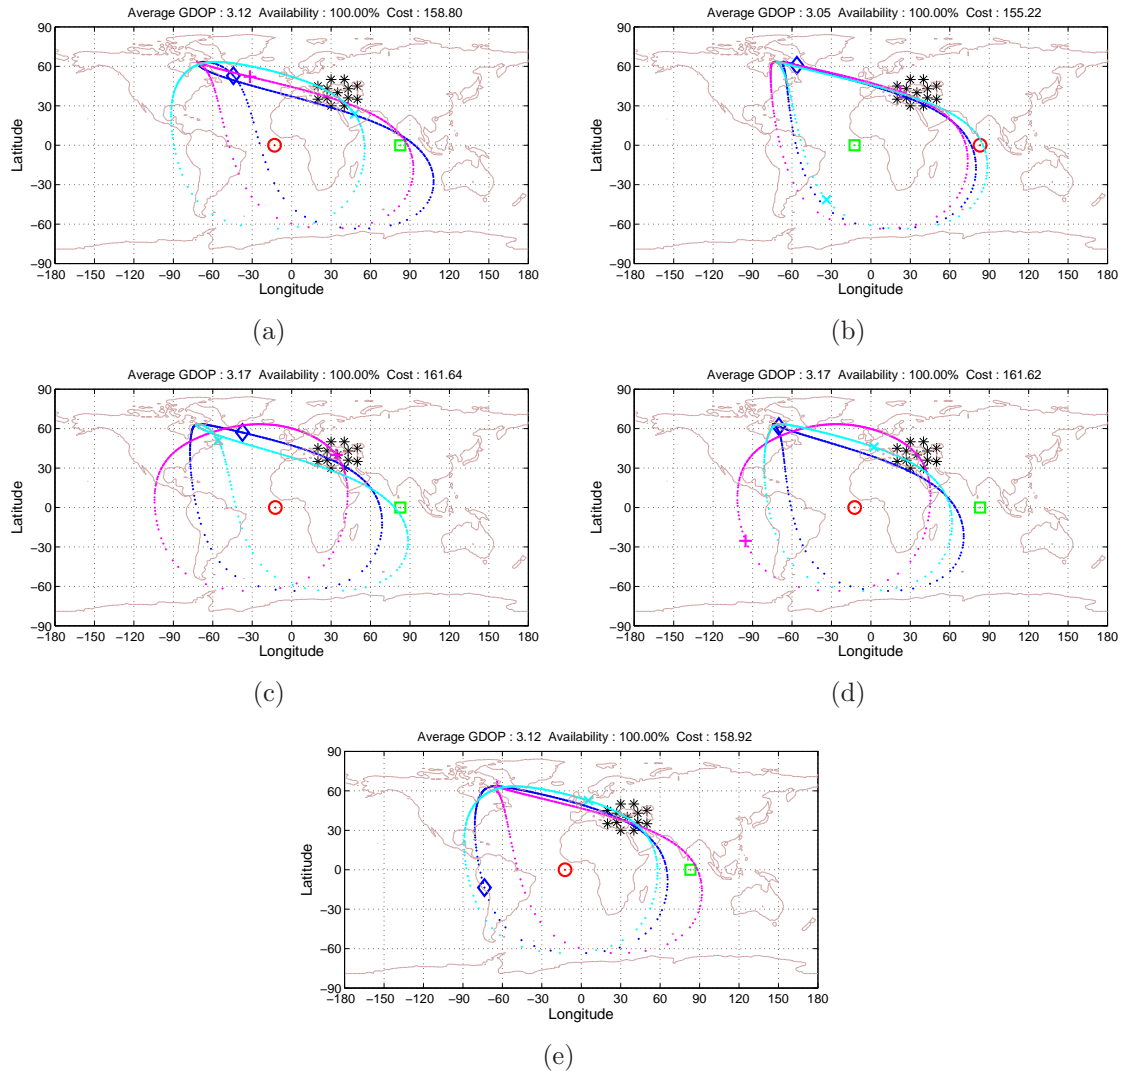 Average GDOP : 3.12 Availability : 100.00% Cost : 158.80
90
60
30
0
−30
−60
−90
−180 −150 −120 −90 −60 −30 0 30 60 90 120 150 180
Latitude
Longitude
(a)
Average GDOP : 3.05 Availability : 100.00% Cost : 155.22
90
60
30
0
−30
−60
−90
−180 −150 −120 −90 −60 −30 0 30 60 90 120 150 180
Latitude
Longitude
(b)
Average GDOP : 3.17 Availability : 100.00% Cost : 161.64
90
60
30
0
−30
−60
−90
−180 −150 −120 −90 −60 −30 0 30 60 90 120 150 180
Latitude
Longitude
(c)
Average GDOP : 3.17 Availability : 100.00% Cost : 161.62
90
60
30
0
−30
−60
−90
−180 −150 −120 −90 −60 −30 0 30 60 90 120 150 180
Latitude
Longitude
(d)
Average GDOP : 3.12 Availability : 100.00% Cost : 158.92
90
60
30
0
−30
−60
−90
−180 −150 −120 −90 −60 −30 0 30 60 90 120 150 180
Latitude
Longitude
(e)